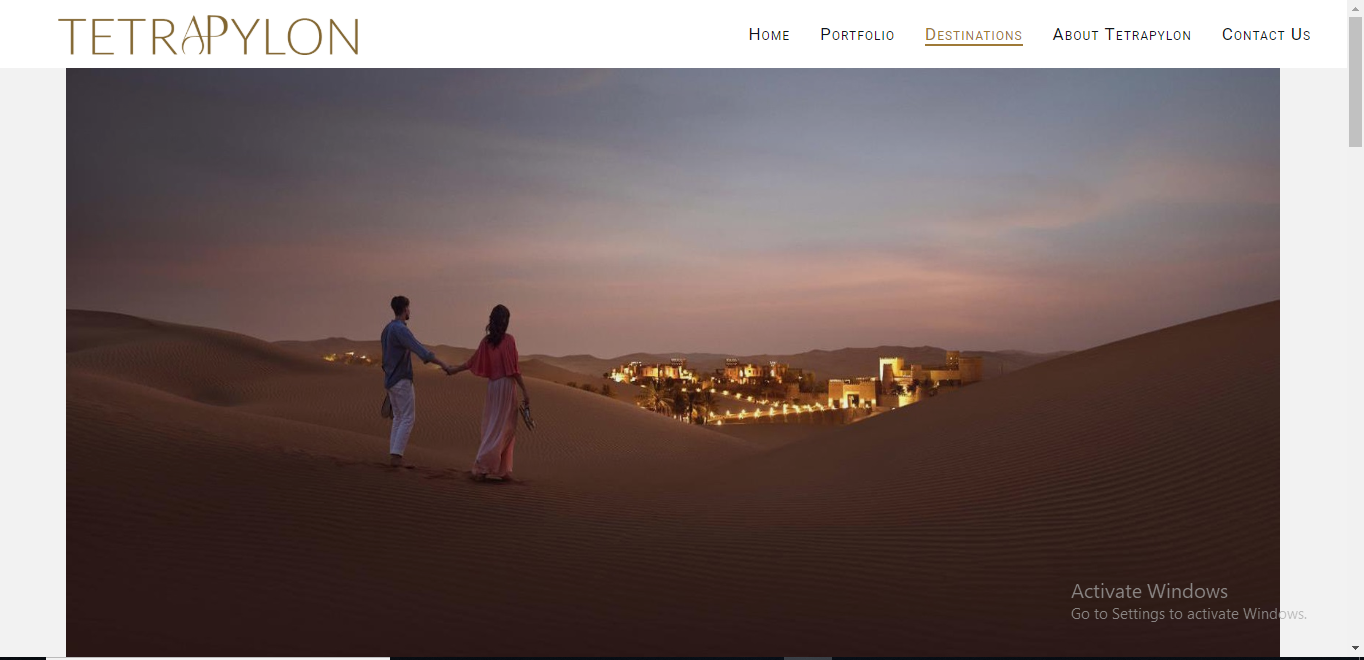 TETRAPYLON
Home Portfolio Destinations About Tetrapylon Contact Us
Activate Windows
Go to Settings to activate Windows.